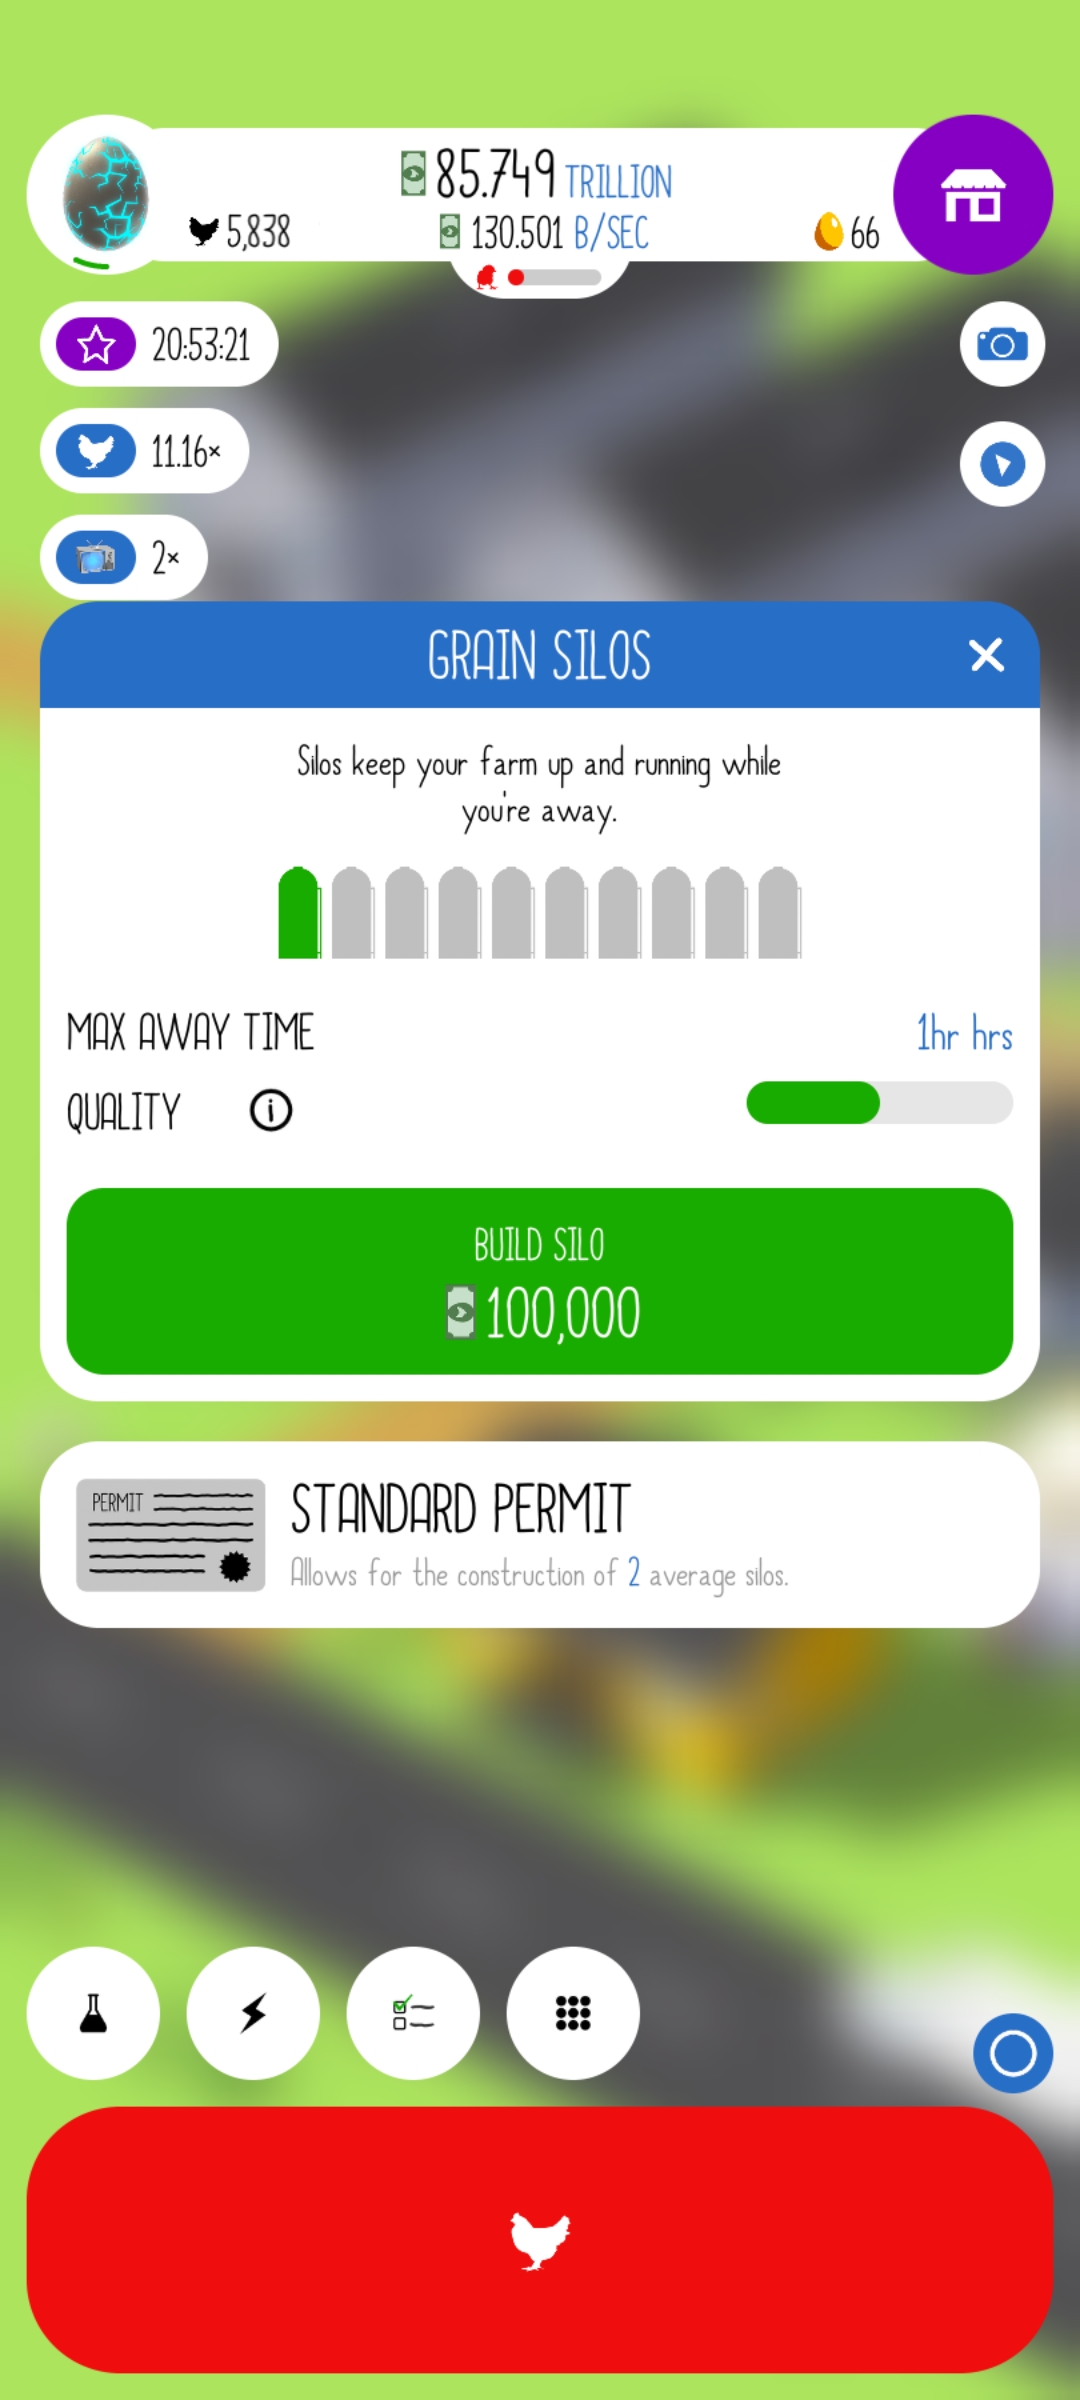 85.749 TRILLION
5,838
130.501 B/SEC
66
20:53:21
11.16×
2×
GRAIN SILOS
Silos keep your farm up and running while
you're away.
MAX AWAY TIME
1hr hrs
QUALITY
i
BUILD SILO
100,000
PERMIT
STANDARD PERMIT
Allows for the construction of 2 average silos.